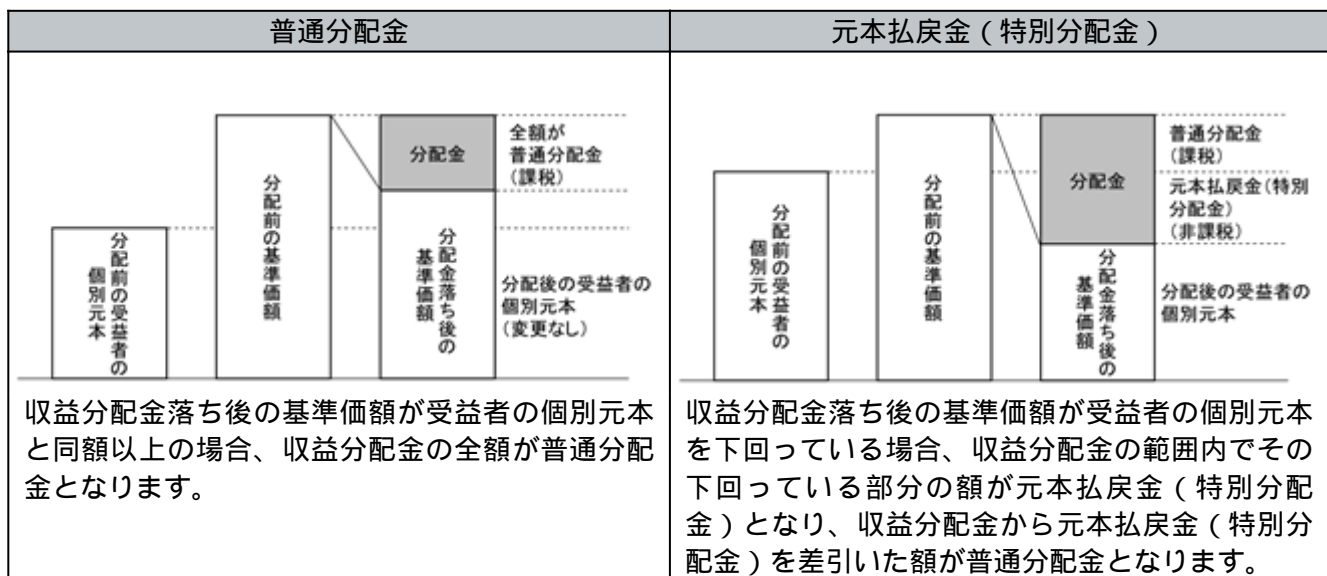 普通分配金
分配前の受益者の
個別元本
分配前の基準価額
分配金
分配金落ち後の
基準価額
全額が
普通分配金
(課税)
分配後の受益者の
個別元本
(変更なし)
収益分配金落ち後の基準価額が受益者の個別元本
と同額以上の場合、収益分配金の全額が普通分配
金となります。
元本払戻金(特別分配金)
分配前の受益者の
個別元本
分配前の基準価額
分配金
分配金落ち後の
基準価額
普通分配金
(課税)
元本払戻金(特別
分配金)
(非課税)
分配後の受益者の
個別元本
収益分配金落ち後の基準価額が受益者の個別元本
を下回っている場合、収益分配金の範囲内でその
下回っている部分の額が元本払戻金(特別分配
金)となり、収益分配金から元本払戻金(特別分
配金)を差引いた額が普通分配金となります。